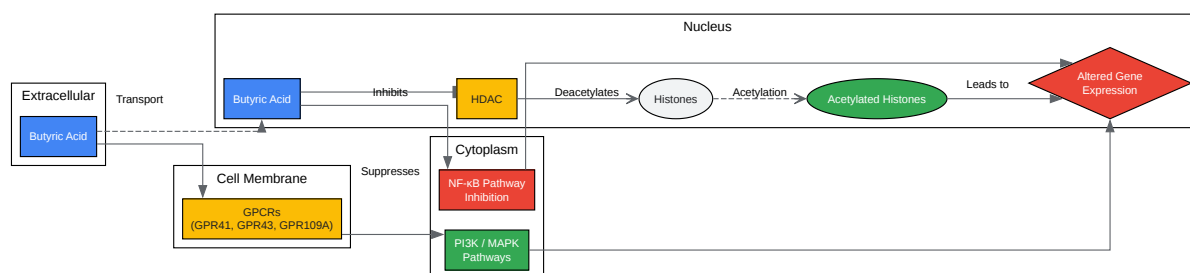 Nucleus
Extracellular
Butyric Acid
Transport
Butyric Acid
Inhibits
HDAC
Deacetylates
Histones
Acetylation
Acetylated Histones
Leads to
Altered Gene
Expression
Cell Membrane
GPCRs
(GPR41, GPR43, GPR109A)
Suppresses
Cytoplasm
NF-κB Pathway
Inhibition
PI3K / MAPK
Pathways